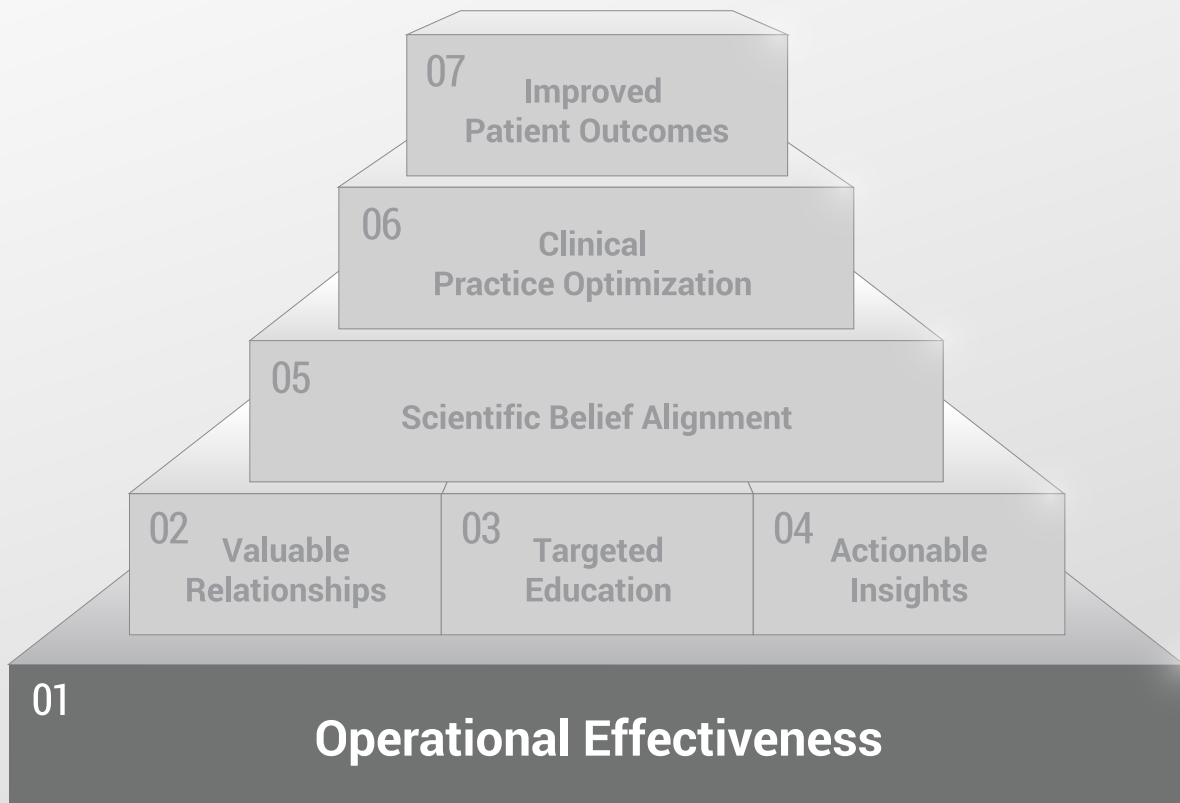 07
Improved
Patient Outcomes
06
Clinical
Practice Optimization
05
Scientific Belief Alignment
02
Valuable
Relationships
03
Targeted
Education
04
Actionable
Insights
01
Operational Effectiveness